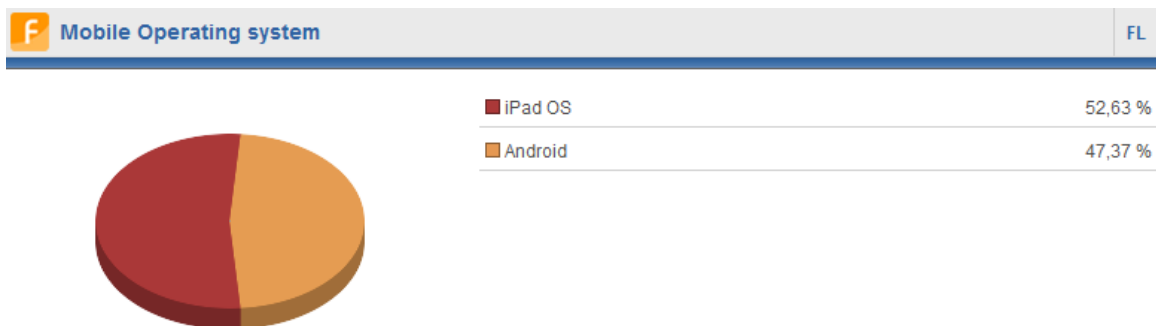 Mobile Operating system FL
iPad OS 52,63 %
Android 47,37 %